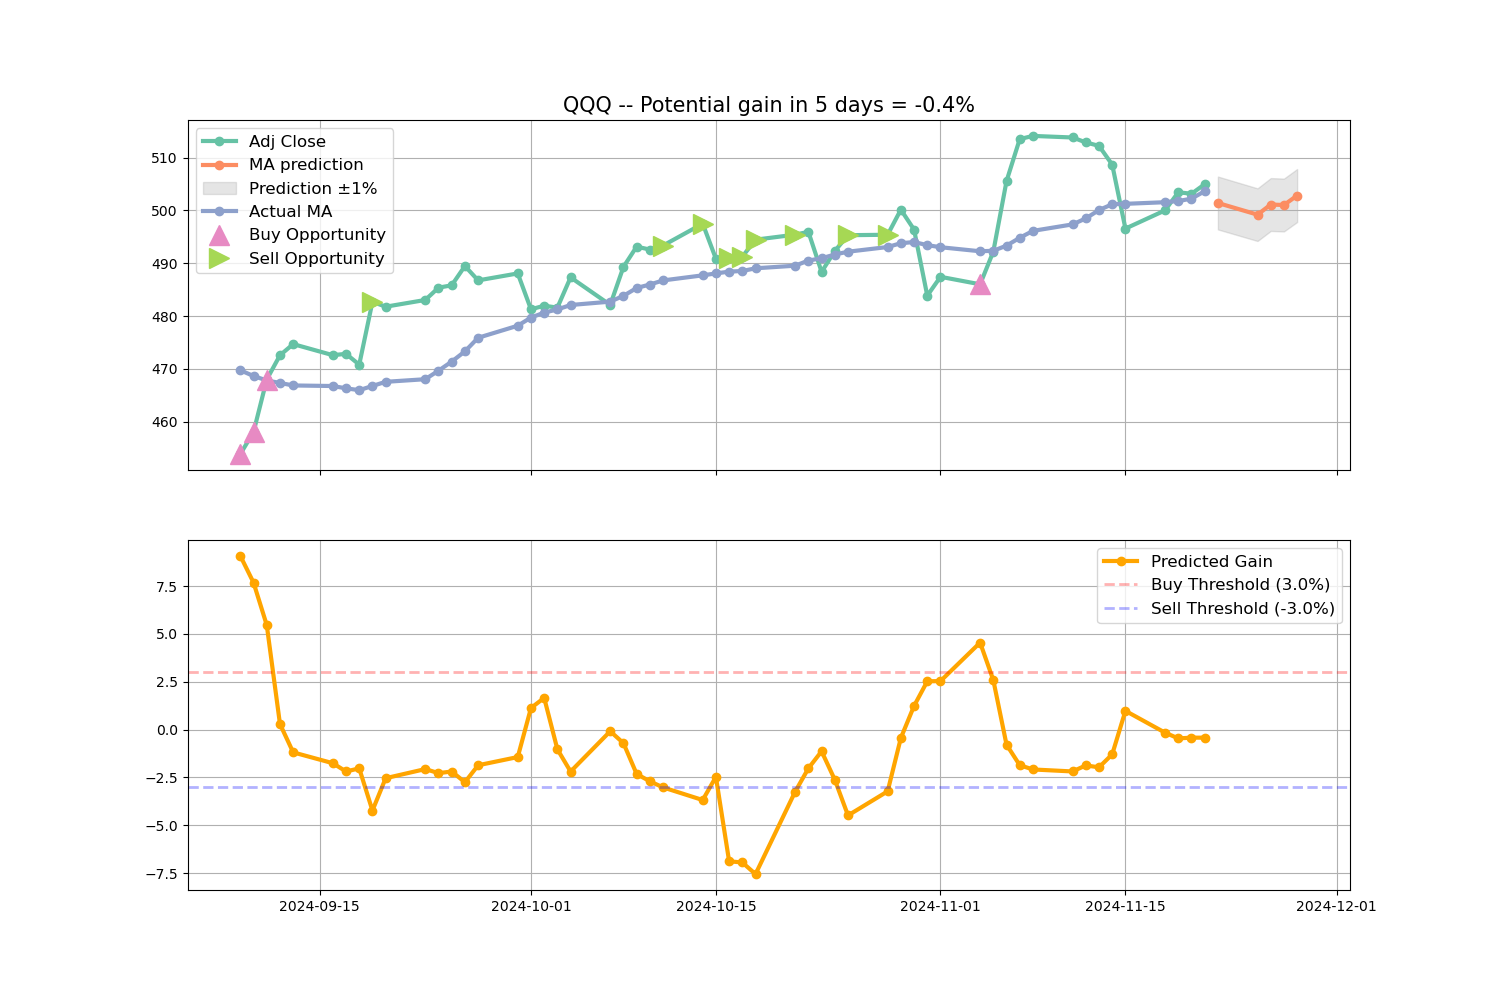 QQQ -- Potential gain in 5 days = -0.4%
Adj Close
MA prediction
Prediction ±1%
Actual MA
Buy Opportunity
Sell Opportunity
510
500
490
480
470
460
Predicted Gain
Buy Threshold (3.0%)
Sell Threshold (-3.0%)
7.5
5.0
2.5
0.0
−2.5
−5.0
−7.5
2024-09-15
2024-10-01
2024-10-15
2024-11-01
2024-11-15
2024-12-01